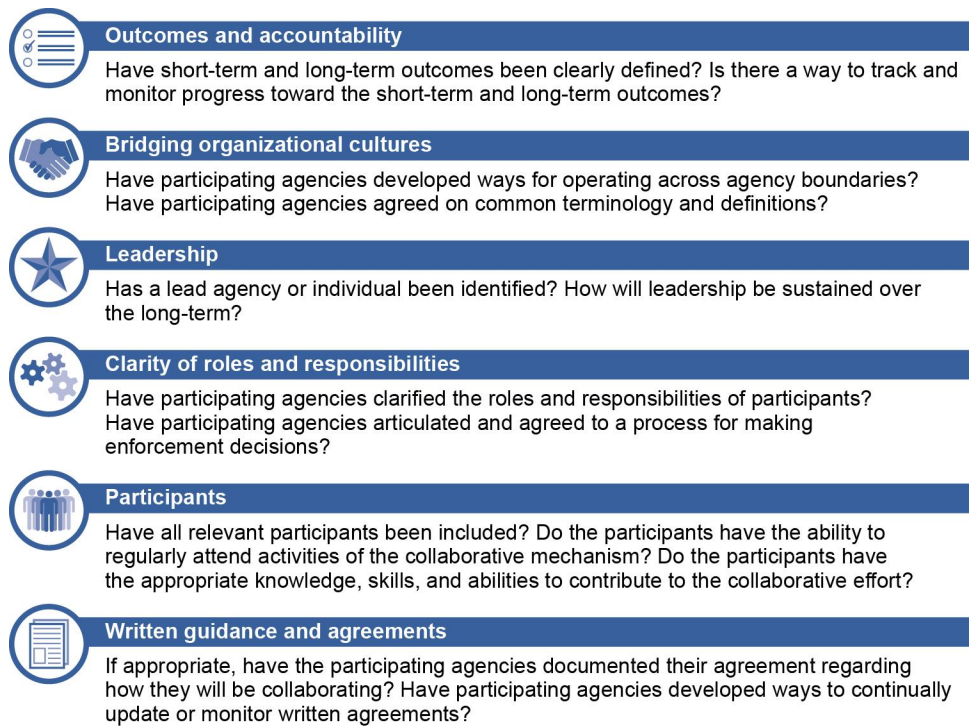 Outcomes and accountability
Have short-term and long-term outcomes been clearly defined? Is there a way to track and
monitor progress toward the short-term and long-term outcomes?
Bridging organizational cultures
Have participating agencies developed ways for operating across agency boundaries?
Have participating agencies agreed on common terminology and definitions?
Leadership
Has a lead agency or individual been identified? How will leadership be sustained over
the long-term?
Clarity of roles and responsibilities
Have participating agencies clarified the roles and responsibilities of participants?
Have participating agencies articulated and agreed to a process for making
enforcement decisions?
Participants
Have all relevant participants been included? Do the participants have the ability to
regularly attend activities of the collaborative mechanism? Do the participants have
the appropriate knowledge, skills, and abilities to contribute to the collaborative effort?
Written guidance and agreements
If appropriate, have the participating agencies documented their agreement regarding
how they will be collaborating? Have participating agencies developed ways to continually
update or monitor written agreements?